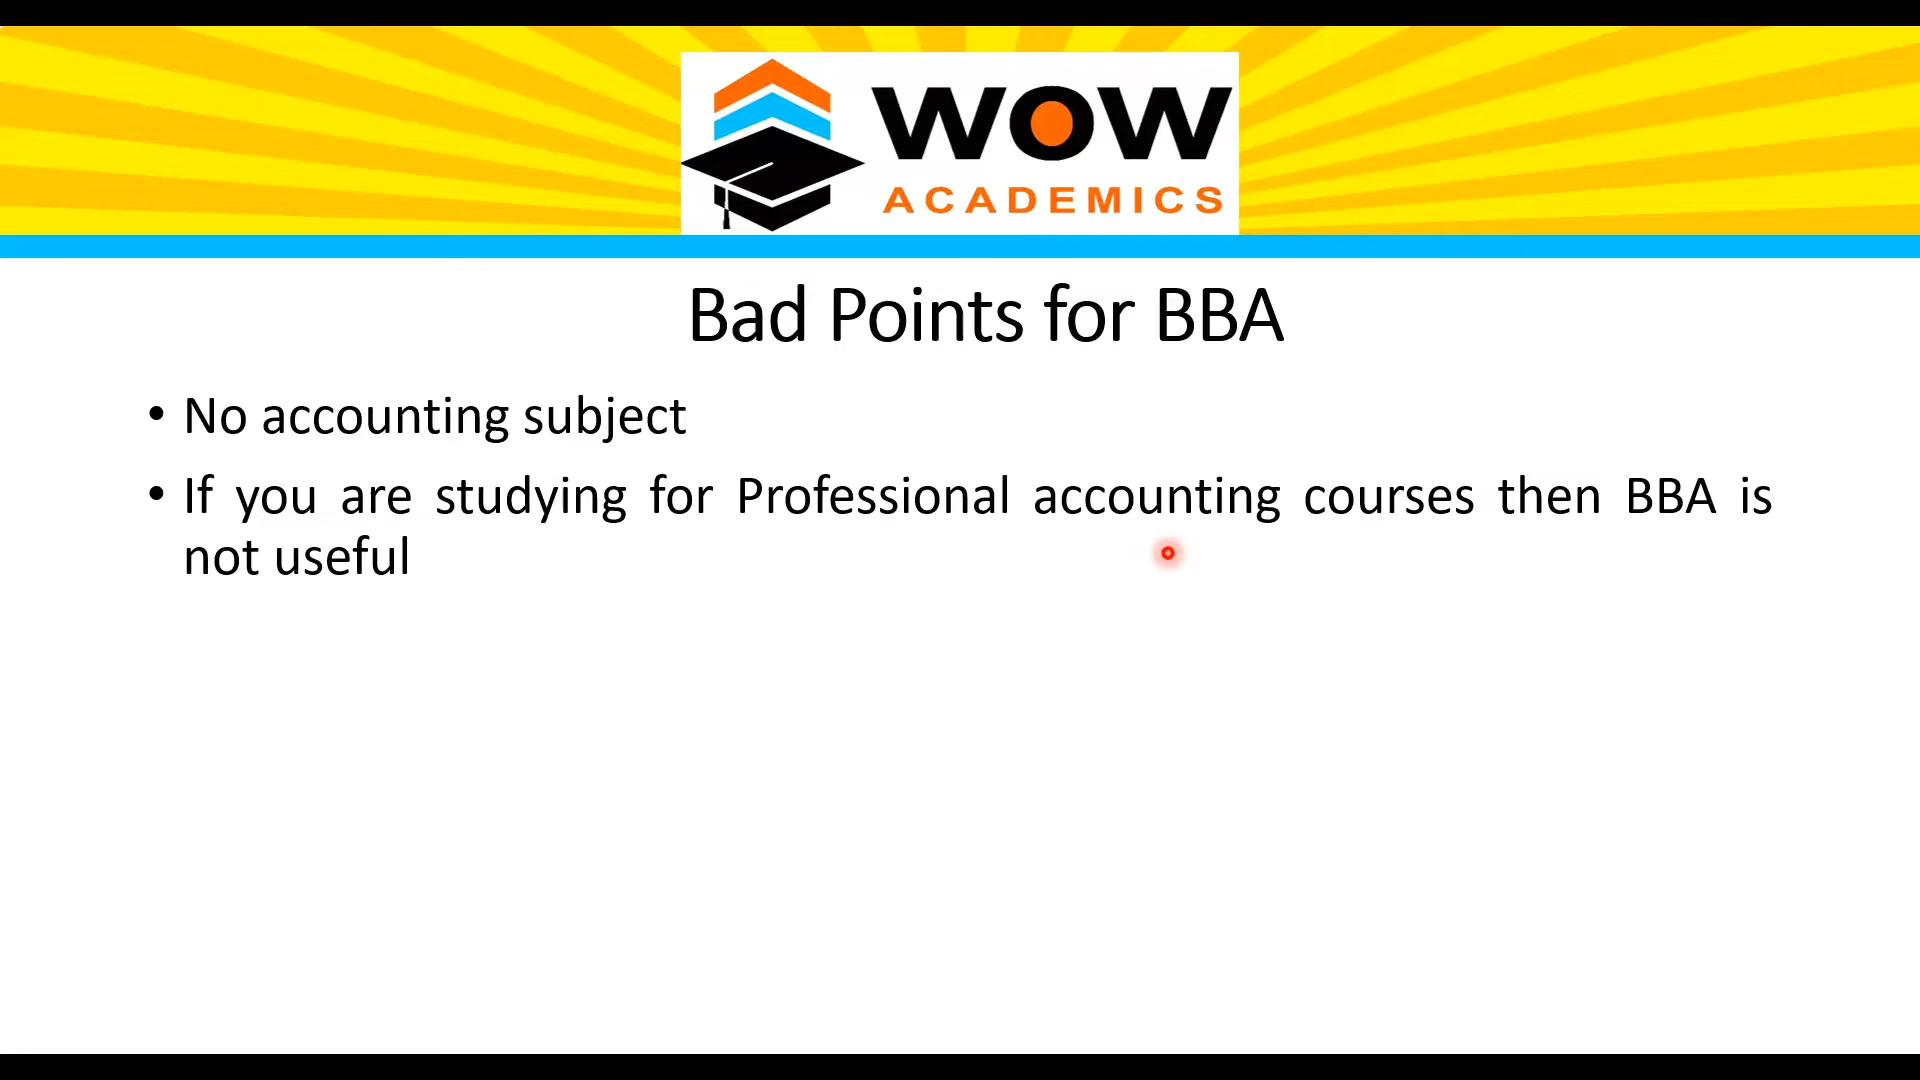 WOW
ACADEMICS
Bad Points for BBA
• No accounting subject
• If you are studying for Professional accounting courses then BBA is
not useful